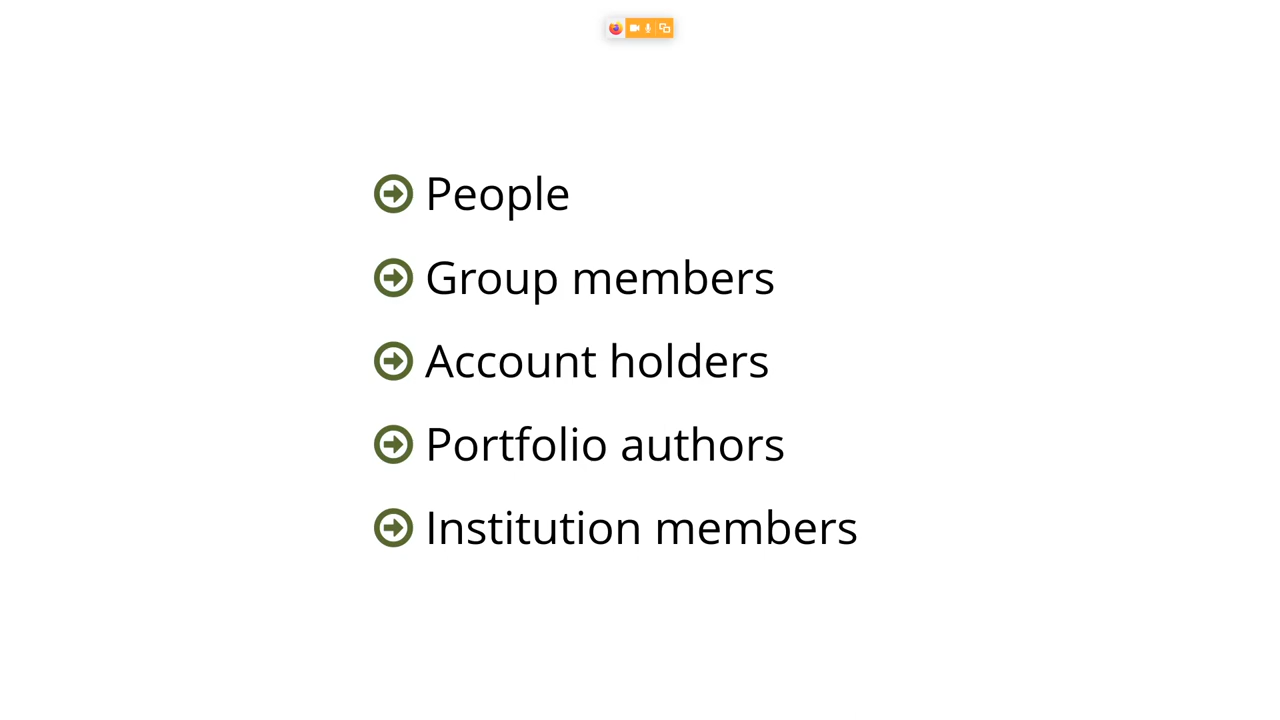 People
Group members
Account holders
Portfolio authors
Institution members